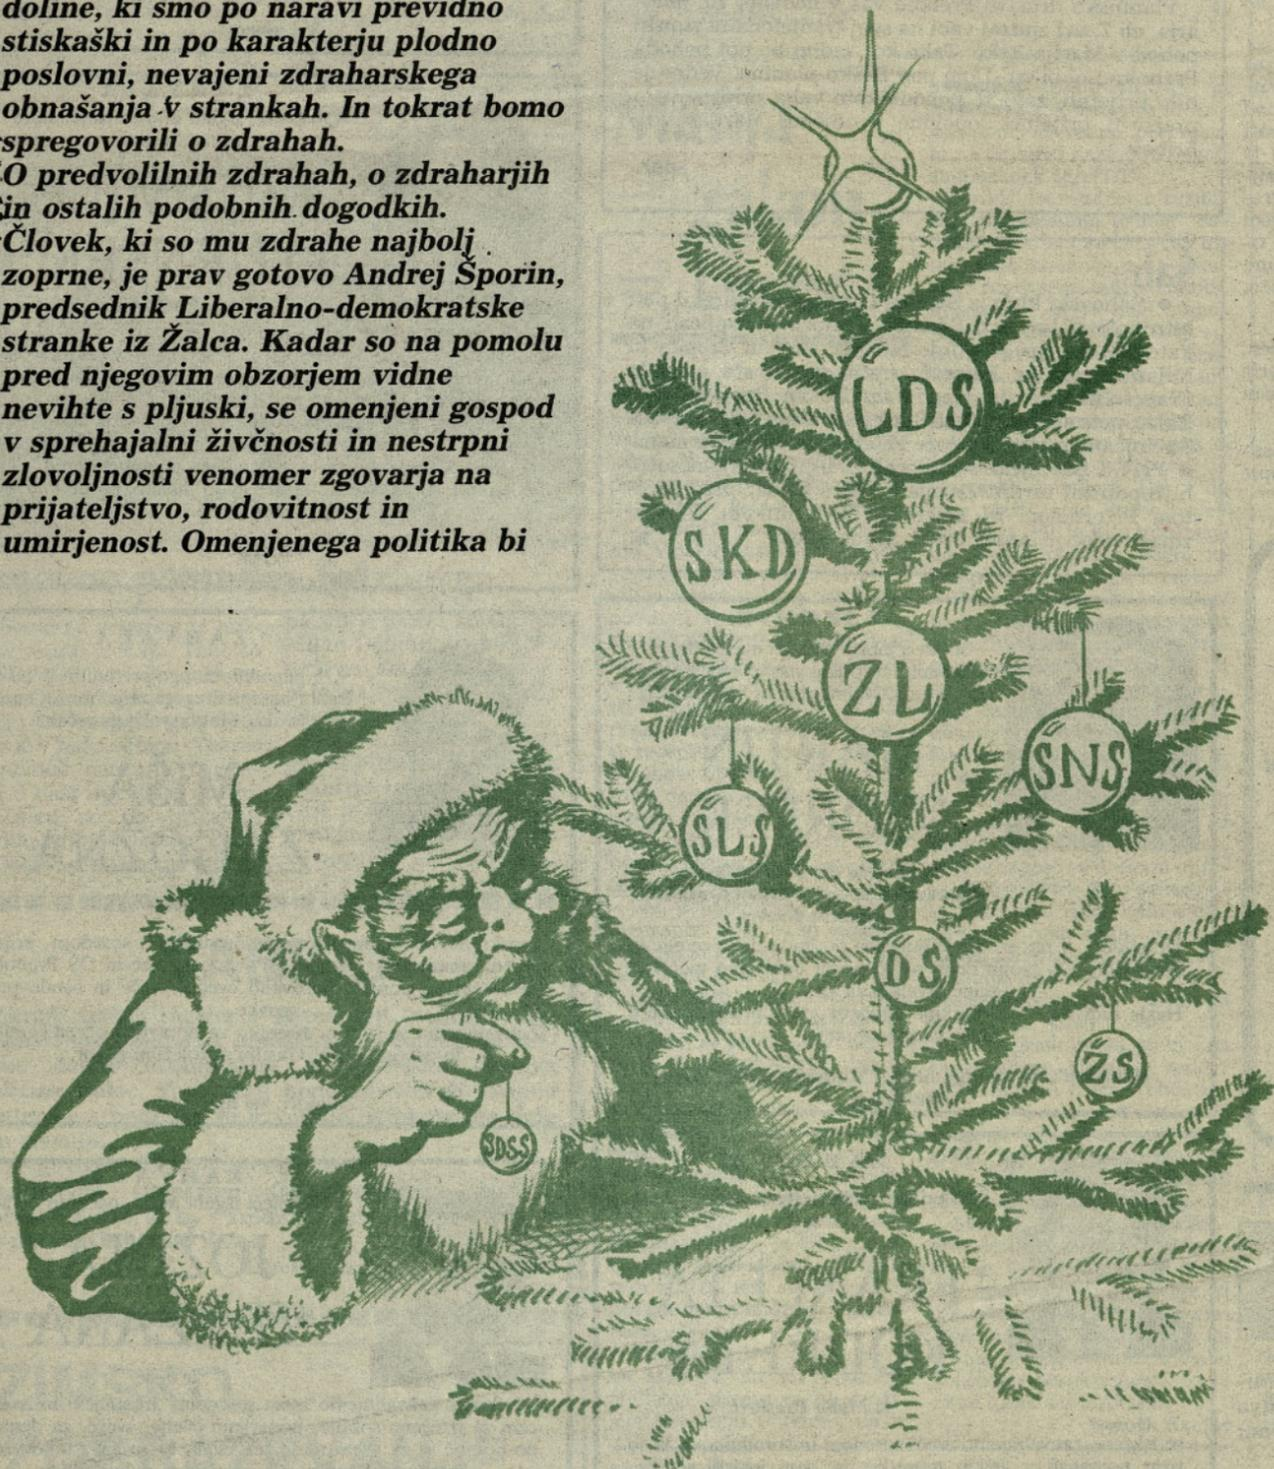 doline, ki smo po naravi previdno
stiskaški in po karakterju plodno
poslovni, nevajeni zdraharskega
obnašanja v strankah. In tokrat bomo
spregovorili o zdrahah.
O predvolilnih zdrahah, o zdraharjih
in ostalih podobnih dogodkih.
Človek, ki so mu zdrahe najbolj
zoprne, je prav gotovo Andrej Šporin,
predsednik Liberalno-demokratske
stranke iz Žalca. Kadar so na pomolu
pred njegovim obzorjem vidne
nevihte s pljuski, se omenjeni gospod
v sprehajalni živčnosti in nestrpni
zlovoljnosti venomer zgovarja na
prijateljstvo, rodovitnost in
umirjenost. Omenjenega politika bi
LDS
SKD
ZL
SNS
SLS
DS
ZS
SDSS